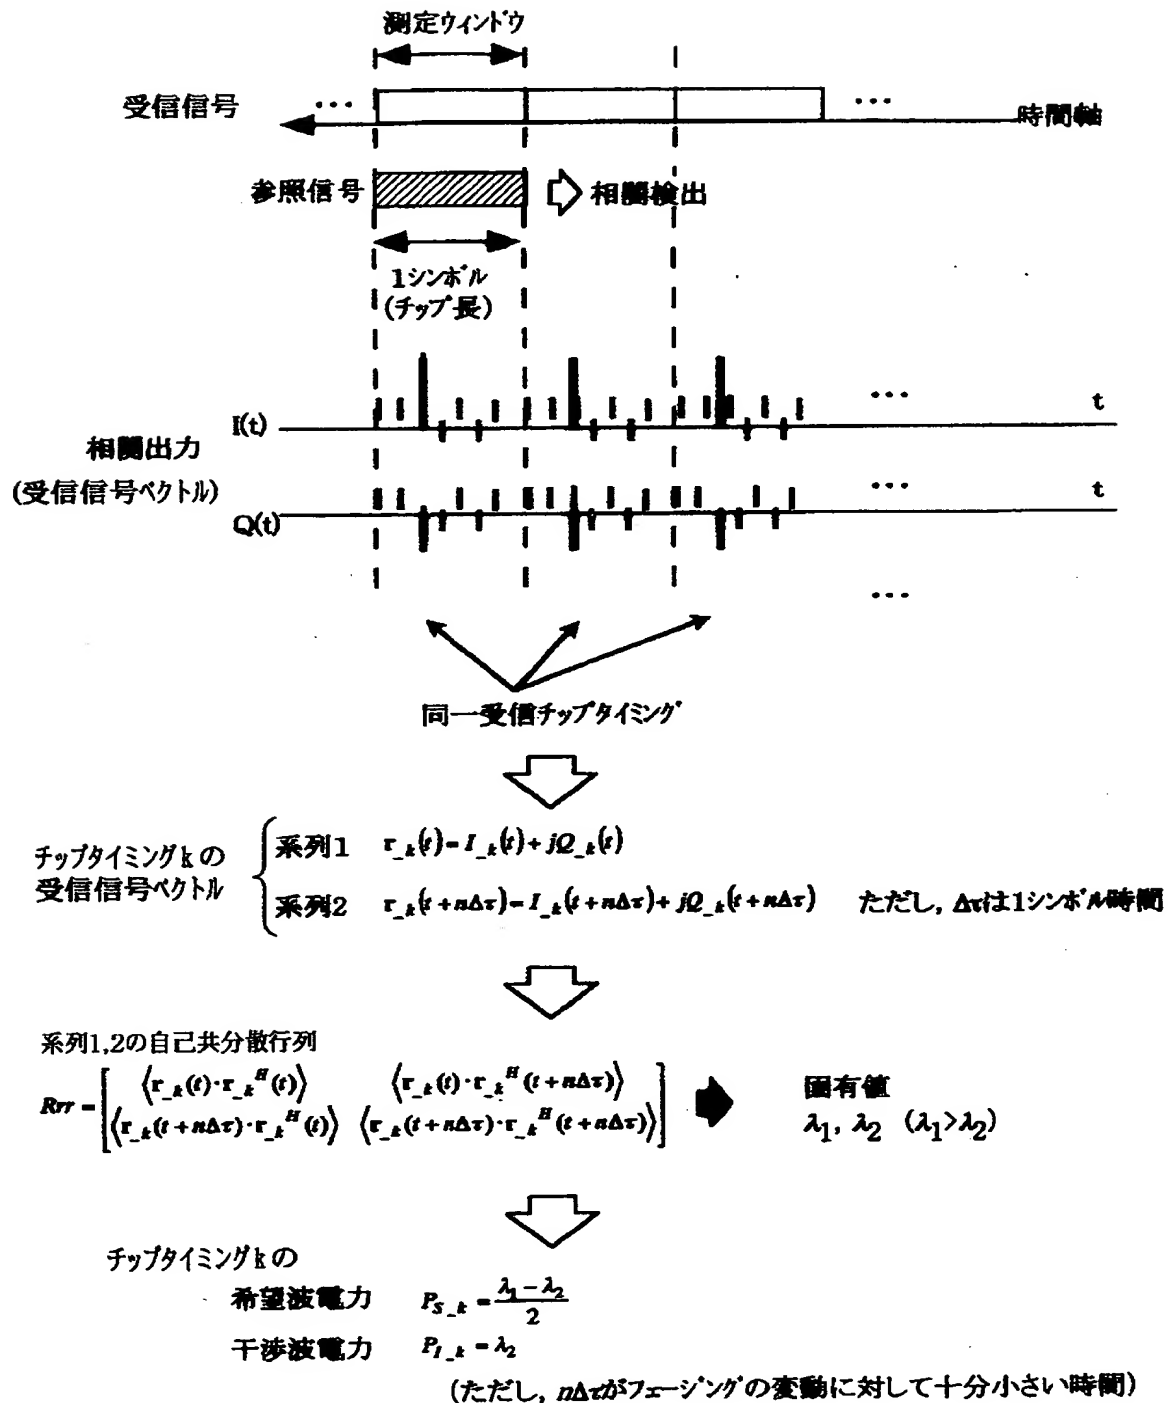 測定ウィンドウ
受信信号 … … 時間軸
参照信号 相関検出
1シンボル
(チップ長)
I(t) … t
相関出力
(受信信号ベクトル)
Q(t) … t
…
同一受信チップタイミング
チップタイミングkの
受信信号ベクトル
系列1 r_k(t)=I_k(t)+jQ_k(t)
系列2 r_k(t+nΔτ)=I_k(t+nΔτ)+jQ_k(t+nΔτ) ただし, Δτは1シンボル時間
系列1,2の自己共分散行列
Rrr=[⟨r_k(t)·r_k^H(t)⟩ ⟨r_k(t)·r_k^H(t+nΔτ)⟩
⟨r_k(t+nΔτ)·r_k^H(t)⟩ ⟨r_k(t+nΔτ)·r_k^H(t+nΔτ)⟩]
固有値
λ1, λ2 (λ1>λ2)
チップタイミングkの
希望波電力 P_{S_k}=(λ1-λ2)/2
干渉波電力 P_{I_k}=λ2
(ただし, nΔτがフェージングの変動に対して十分小さい時間)